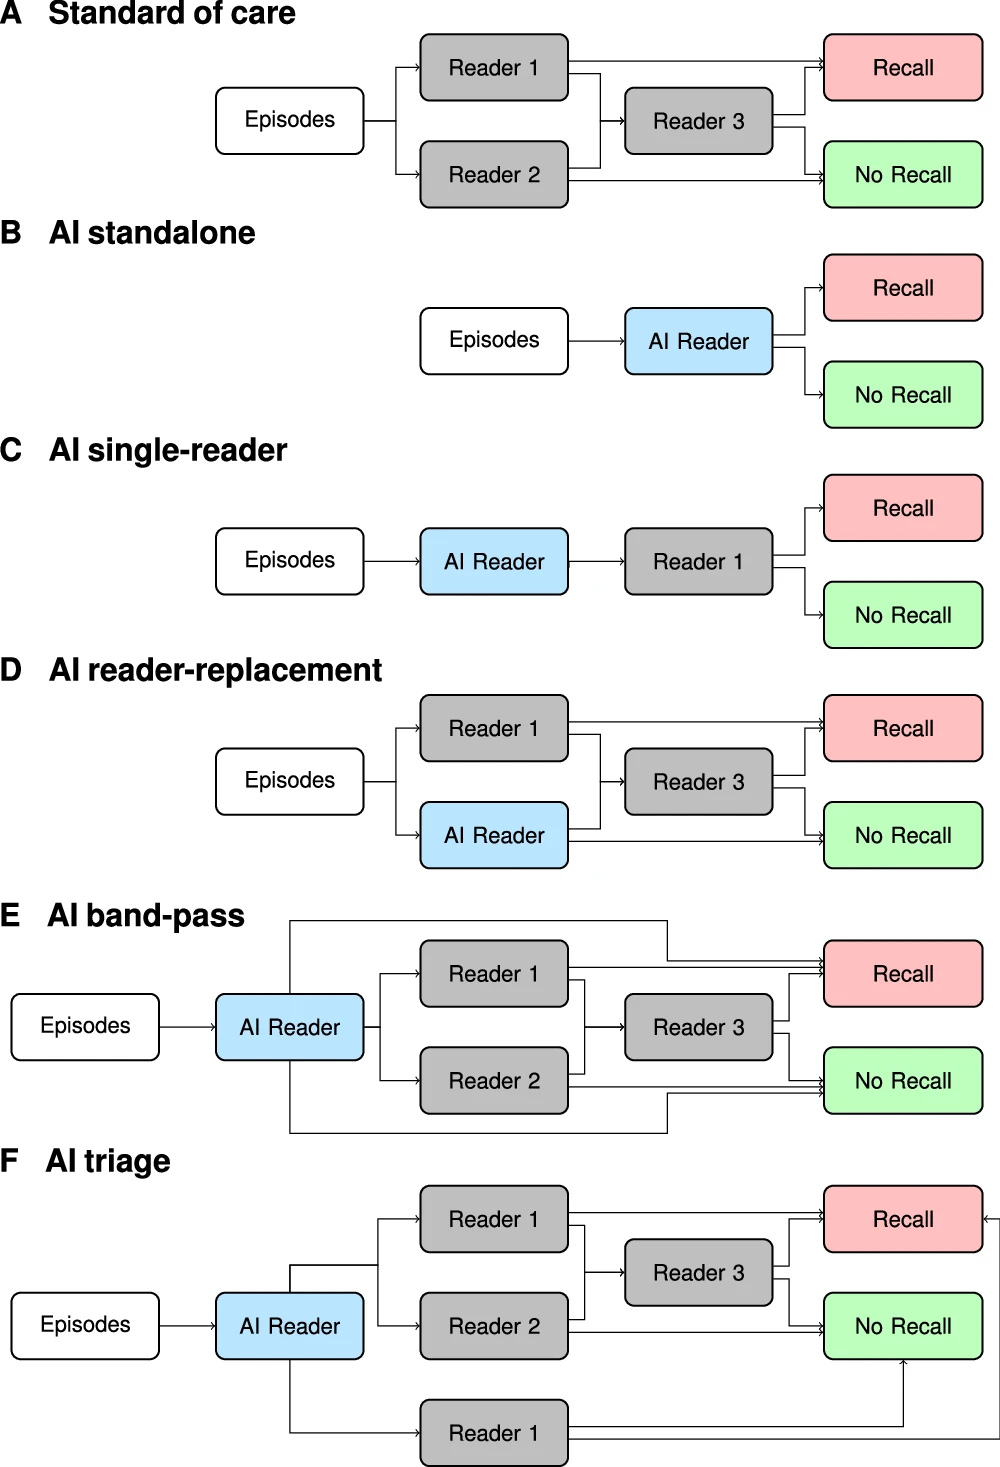 A Standard of care
Reader 1
Recall
Episodes
Reader 3
Reader 2
No Recall
B AI standalone
Recall
Episodes
AI Reader
No Recall
C AI single-reader
Recall
Episodes
AI Reader
Reader 1
No Recall
D AI reader-replacement
Reader 1
Recall
Episodes
Reader 3
AI Reader
No Recall
E AI band-pass
Reader 1
Recall
Episodes
AI Reader
Reader 3
Reader 2
No Recall
F AI triage
Reader 1
Recall
Reader 3
Episodes
AI Reader
Reader 2
No Recall
Reader 1